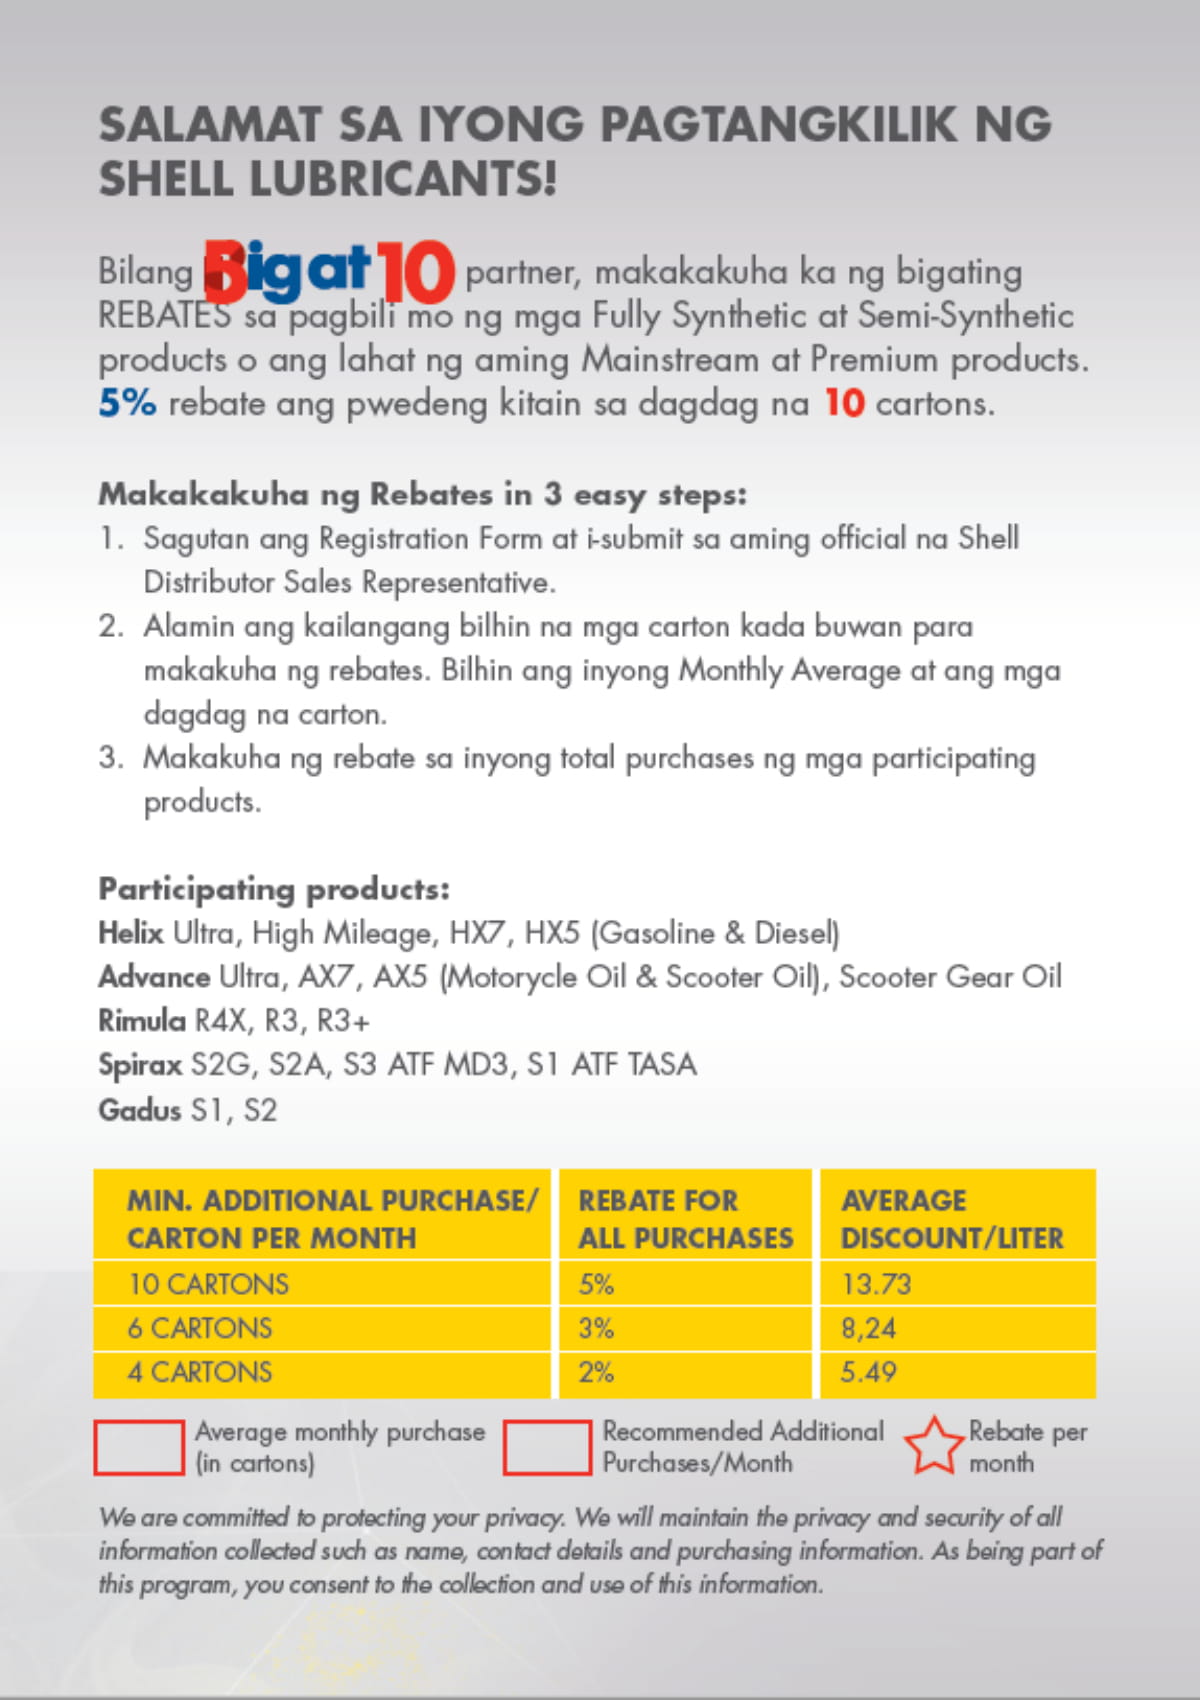 SALAMAT SA IYONG PAGTANGKILIK NG
SHELL LUBRICANTS!
Bilang 5ig at 10 partner, makakakuha ka ng bigating
REBATES sa pagbili mo ng mga Fully Synthetic at Semi-Synthetic
products o ang lahat ng aming Mainstream at Premium products.
5% rebate ang pwedeng kitain sa dagdag na 10 cartons.
Makakakuha ng Rebates in 3 easy steps:
1. Sagutan ang Registration Form at i-submit sa aming official na Shell
Distributor Sales Representative.
2. Alamin ang kailangang bilhin na mga carton kada buwan para
makakuha ng rebates. Bilhin ang inyong Monthly Average at ang mga
dagdag na carton.
3. Makakuha ng rebate sa inyong total purchases ng mga participating
products.
Participating products:
Helix Ultra, High Mileage, HX7, HX5 (Gasoline & Diesel)
Advance Ultra, AX7, AX5 (Motorycle Oil & Scooter Oil), Scooter Gear Oil
Rimula R4X, R3, R3+
Spirax S2G, S2A, S3 ATF MD3, S1 ATF TASA
Gadus S1, S2
MIN. ADDITIONAL PURCHASE/ REBATE FOR AVERAGE
CARTON PER MONTH ALL PURCHASES DISCOUNT/LITER
10 CARTONS 5% 13.73
6 CARTONS 3% 8,24
4 CARTONS 2% 5.49
Average monthly purchase Recommended Additional Rebate per
(in cartons) Purchases/Month month
We are committed to protecting your privacy. We will maintain the privacy and security of all
information collected such as name, contact details and purchasing information. As being part of
this program, you consent to the collection and use of this information.